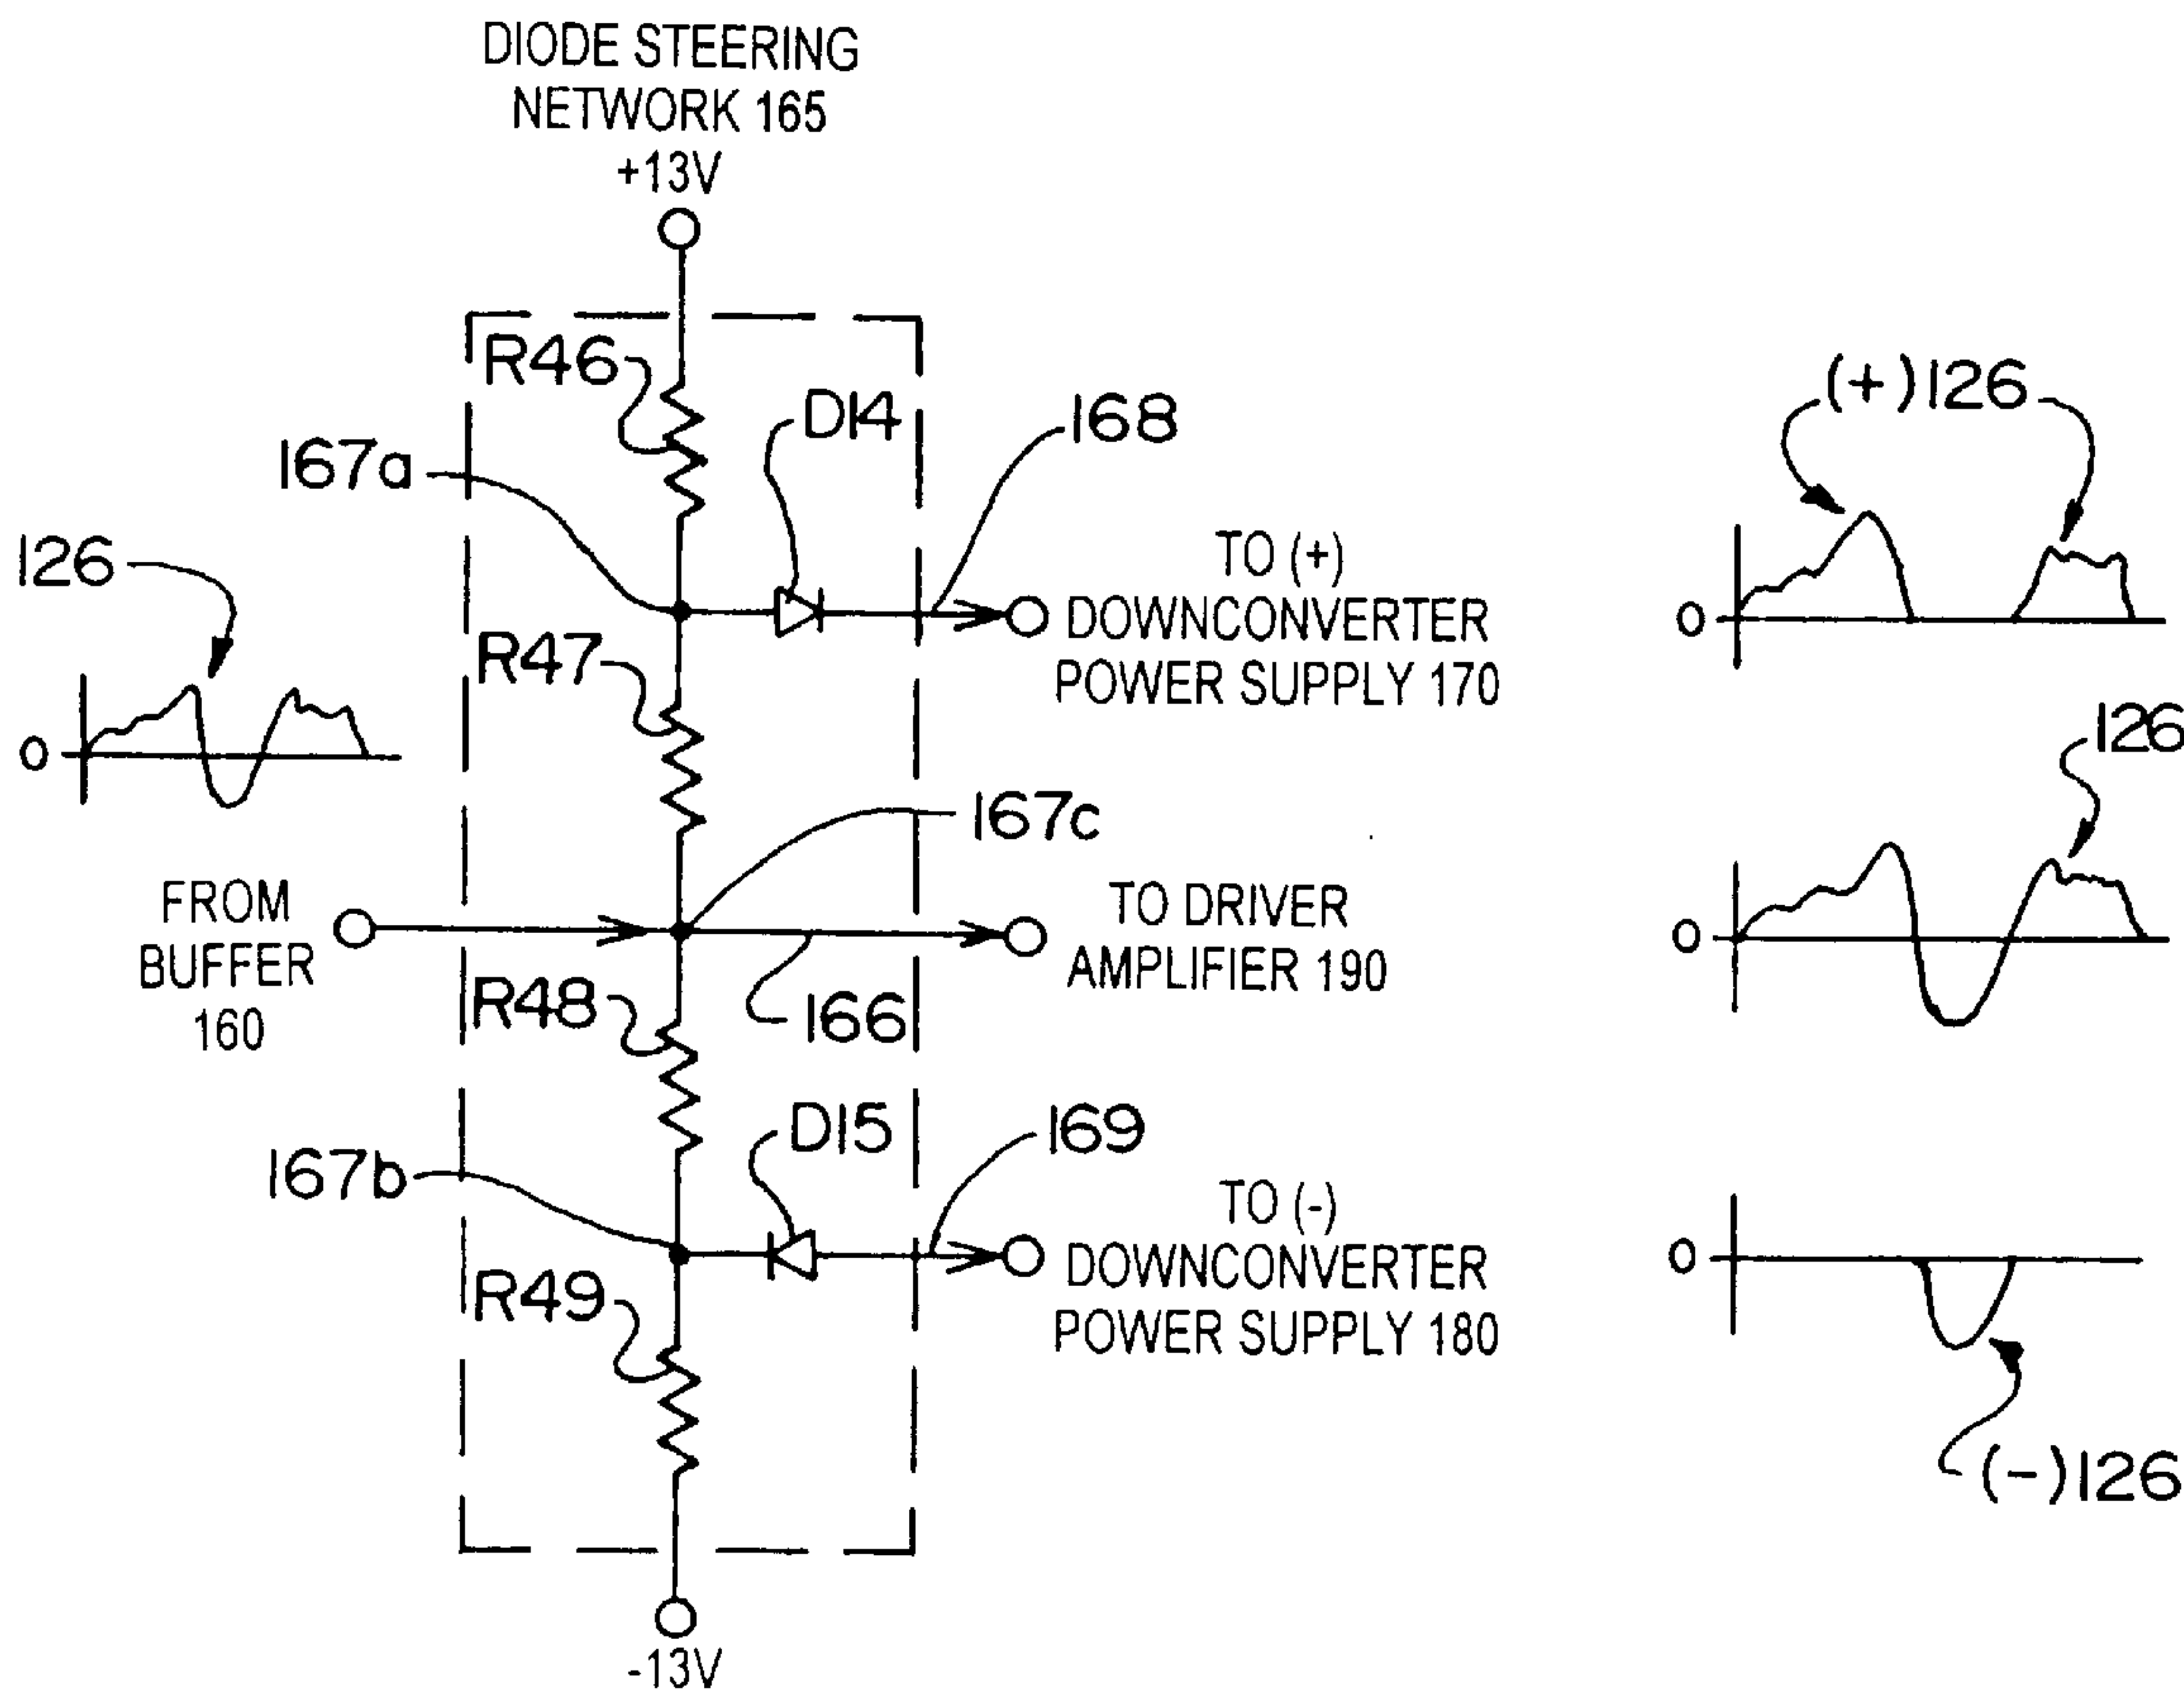 DIODE STEERING
NETWORK 165
+13V
R46
D14
168
(+)126
167a
126
TO (+)
DOWNCONVERTER
POWER SUPPLY 170
0
R47
0
126
167c
FROM
BUFFER
160
TO DRIVER
AMPLIFIER 190
0
R48
166
D15
169
167b
TO (-)
DOWNCONVERTER
POWER SUPPLY 180
0
R49
(-)126
-13V